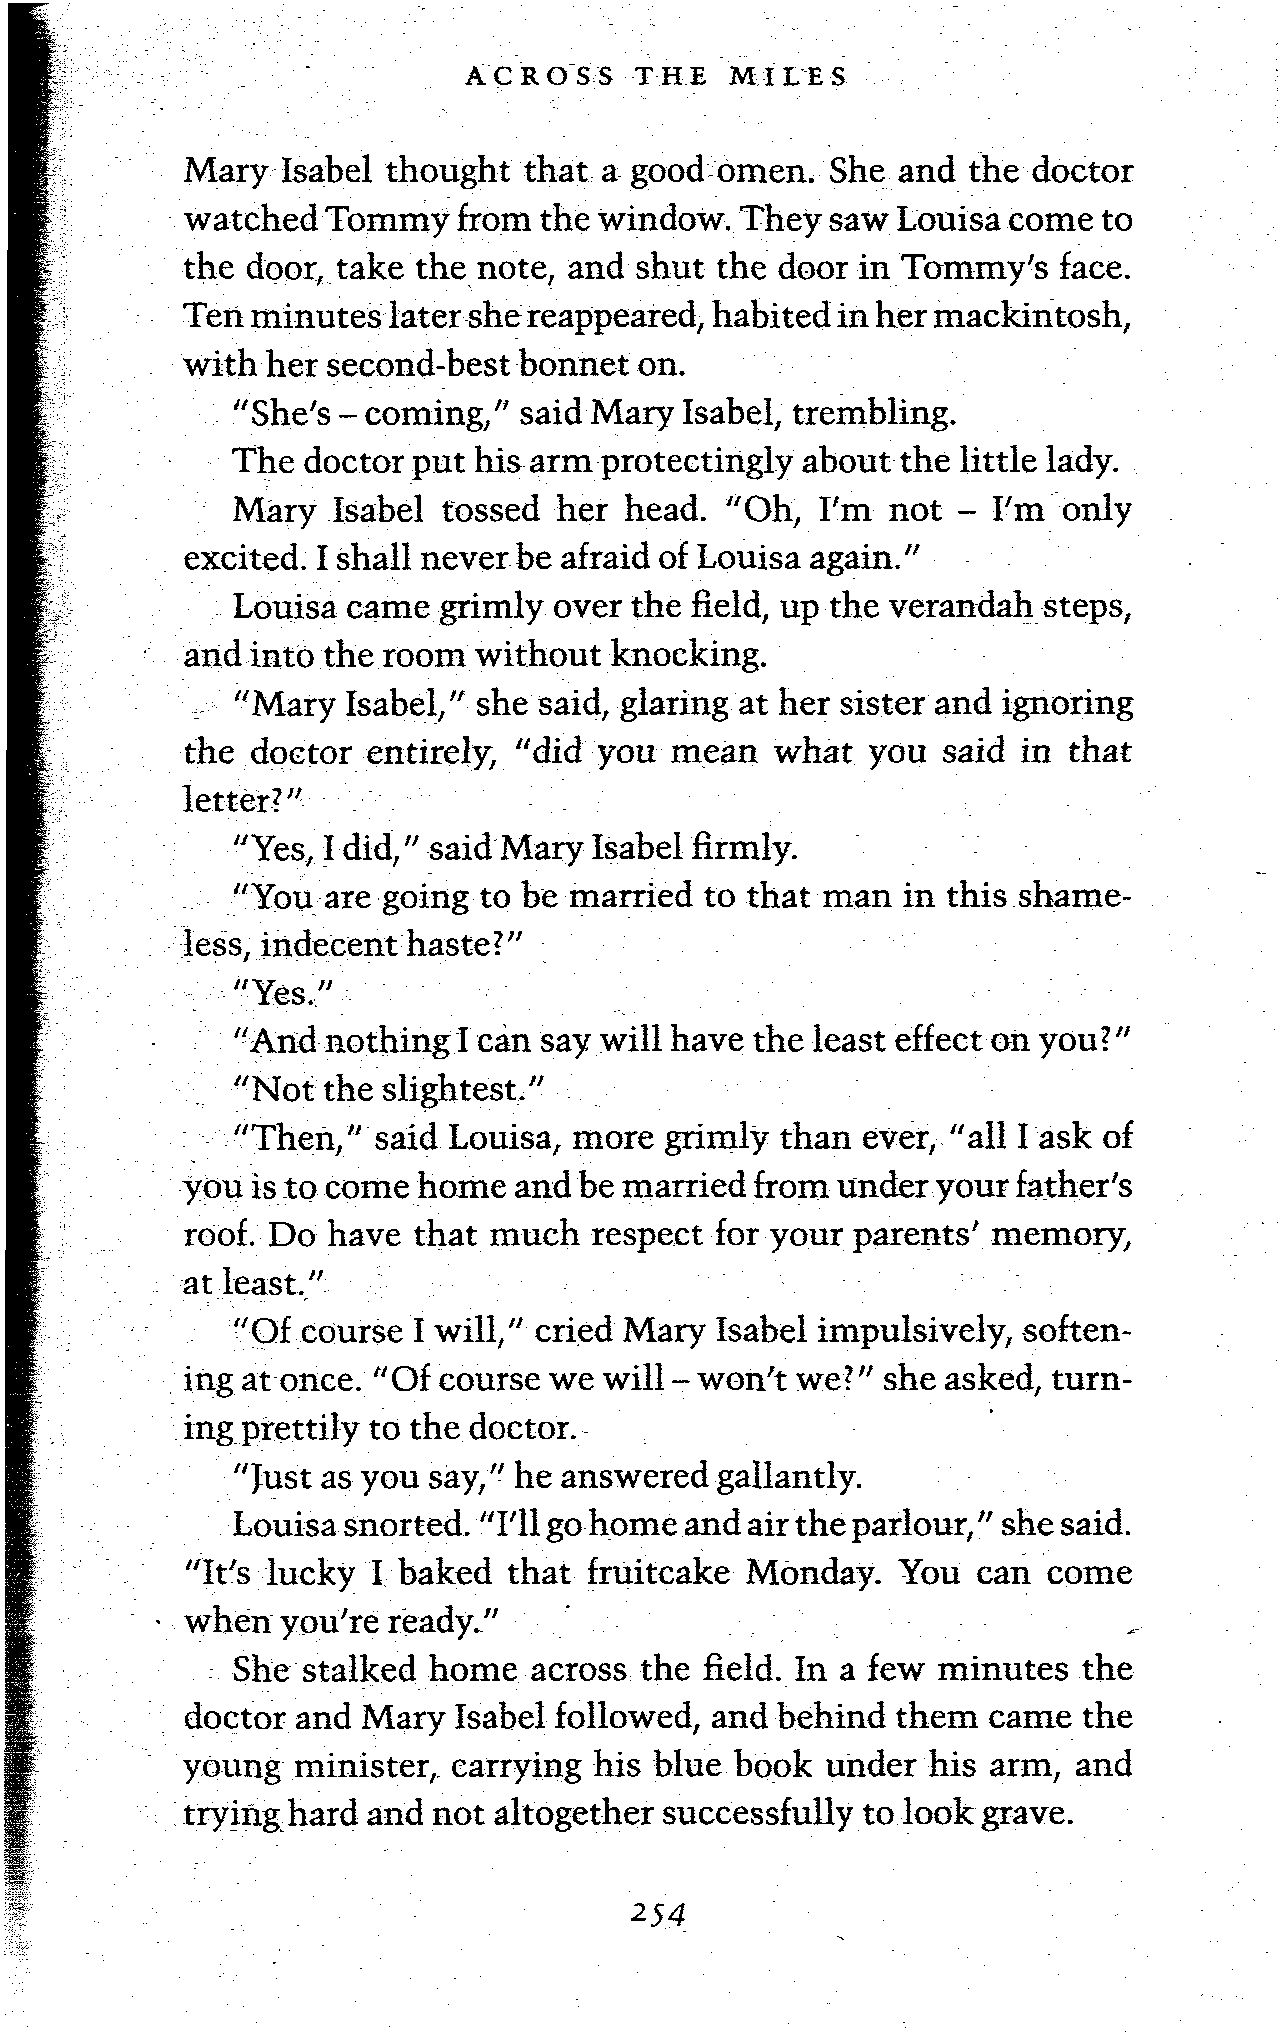 ACROSS THE MILES
Mary Isabel thought that a good omen. She and the doctor
watched Tommy from the window. They saw Louisa come to
the door, take the note, and shut the door in Tommy's face.
Ten minutes later she reappeared, habited in her mackintosh,
with her second-best bonnet on.
"She's – coming," said Mary Isabel, trembling.
The doctor put his arm protectingly about the little lady.
Mary Isabel tossed her head. "Oh, I'm not – I'm only
excited. I shall never be afraid of Louisa again."
Louisa came grimly over the field, up the verandah steps,
and into the room without knocking.
"Mary Isabel," she said, glaring at her sister and ignoring
the doctor entirely, "did you mean what you said in that
letter?"
"Yes, I did," said Mary Isabel firmly.
"You are going to be married to that man in this shame-
less, indecent haste?"
"Yes."
"And nothing I can say will have the least effect on you?"
"Not the slightest."
"Then," said Louisa, more grimly than ever, "all I ask of
you is to come home and be married from under your father's
roof. Do have that much respect for your parents' memory,
at least."
"Of course I will," cried Mary Isabel impulsively, soften-
ing at once. "Of course we will – won't we?" she asked, turn-
ing prettily to the doctor.
"Just as you say," he answered gallantly.
Louisa snorted. "I'll go home and air the parlour," she said.
"It's lucky I baked that fruitcake Monday. You can come
when you're ready."
She stalked home across the field. In a few minutes the
doctor and Mary Isabel followed, and behind them came the
young minister, carrying his blue book under his arm, and
trying hard and not altogether successfully to look grave.
254